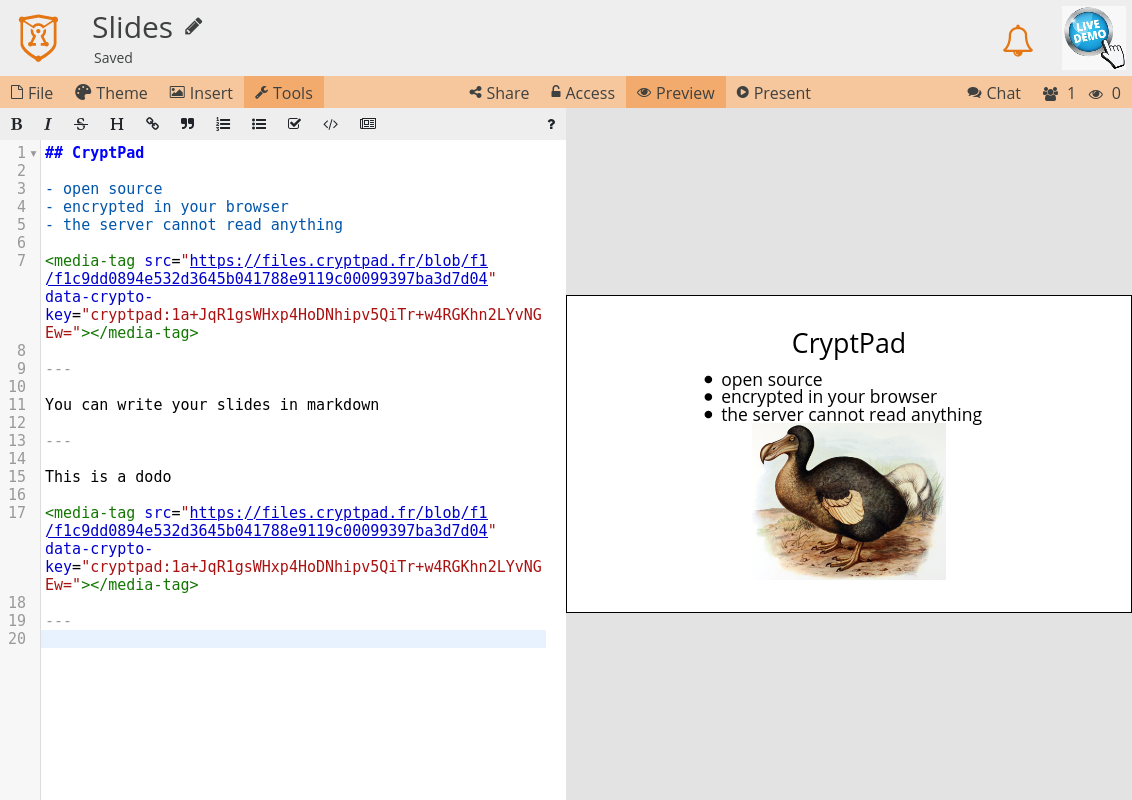 Slides
Saved
LIVE
DEMO
File Theme Insert Tools Share Access Preview Present Chat 1 0
B I S H ?
1 ## CryptPad
2
3 - open source
4 - encrypted in your browser
5 - the server cannot read anything
6
7 <media-tag src="https://files.cryptpad.fr/blob/f1
/f1c9dd0894e532d3645b041788e9119c00099397ba3d7d04"
data-crypto-
key="cryptpad:1a+JqR1gsWHxp4HoDNhipv5QiTr+w4RGKhn2LYvNG
Ew="></media-tag>
8
9 ---
10
11 You can write your slides in markdown
12
13 ---
14
15 This is a dodo
16
17 <media-tag src="https://files.cryptpad.fr/blob/f1
/f1c9dd0894e532d3645b041788e9119c00099397ba3d7d04"
data-crypto-
key="cryptpad:1a+JqR1gsWHxp4HoDNhipv5QiTr+w4RGKhn2LYvNG
Ew="></media-tag>
18
19 ---
20
CryptPad
● open source
● encrypted in your browser
● the server cannot read anything